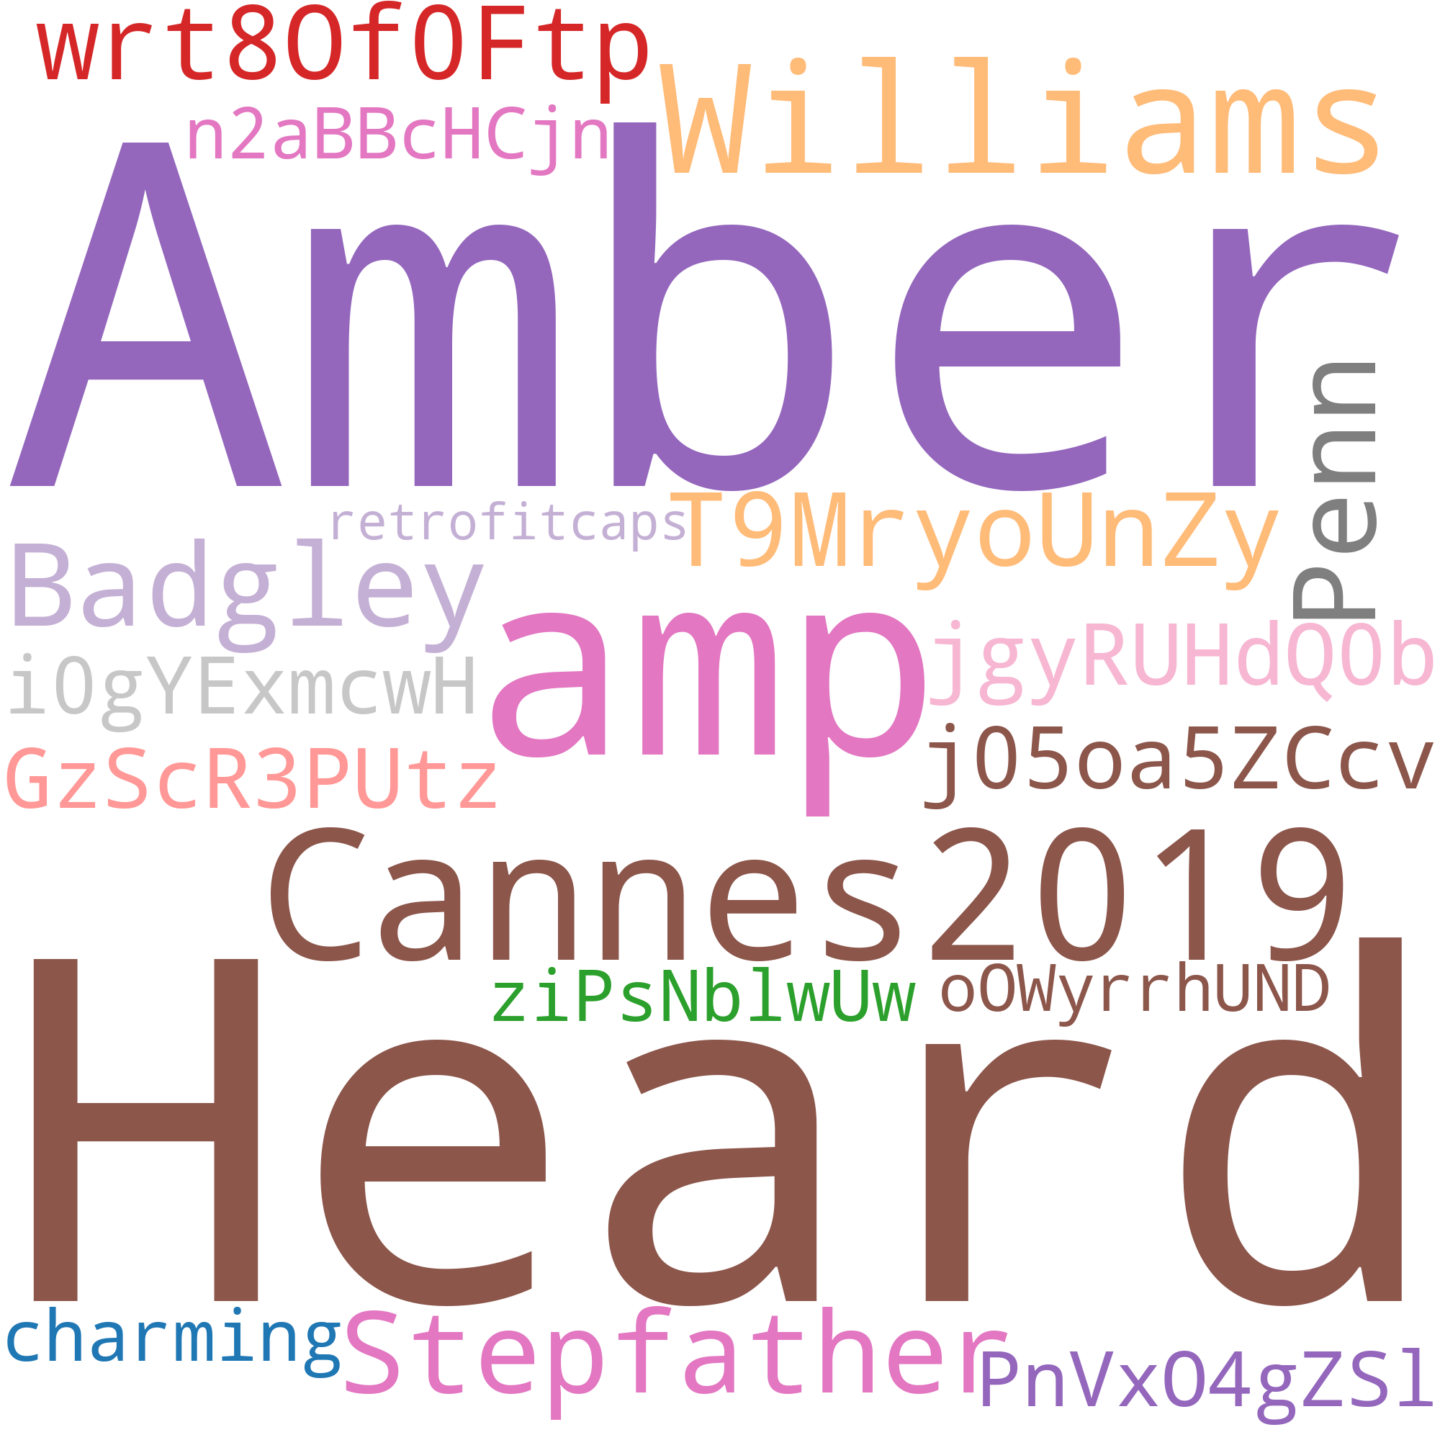 wrt8Of0Ftp
Williams
n2aBBcHCjn
Amber
Penn
retrofitcaps
T9MryoUnZy
Badgley
amp
jgyRUHdQ0b
i0gYExmcwH
GzScR3PUtz
j05oa5ZCcv
Cannes2019
ziPsNblwUw
oOWyrrhUND
Heard
charming
Stepfather
PnVxO4gZSl